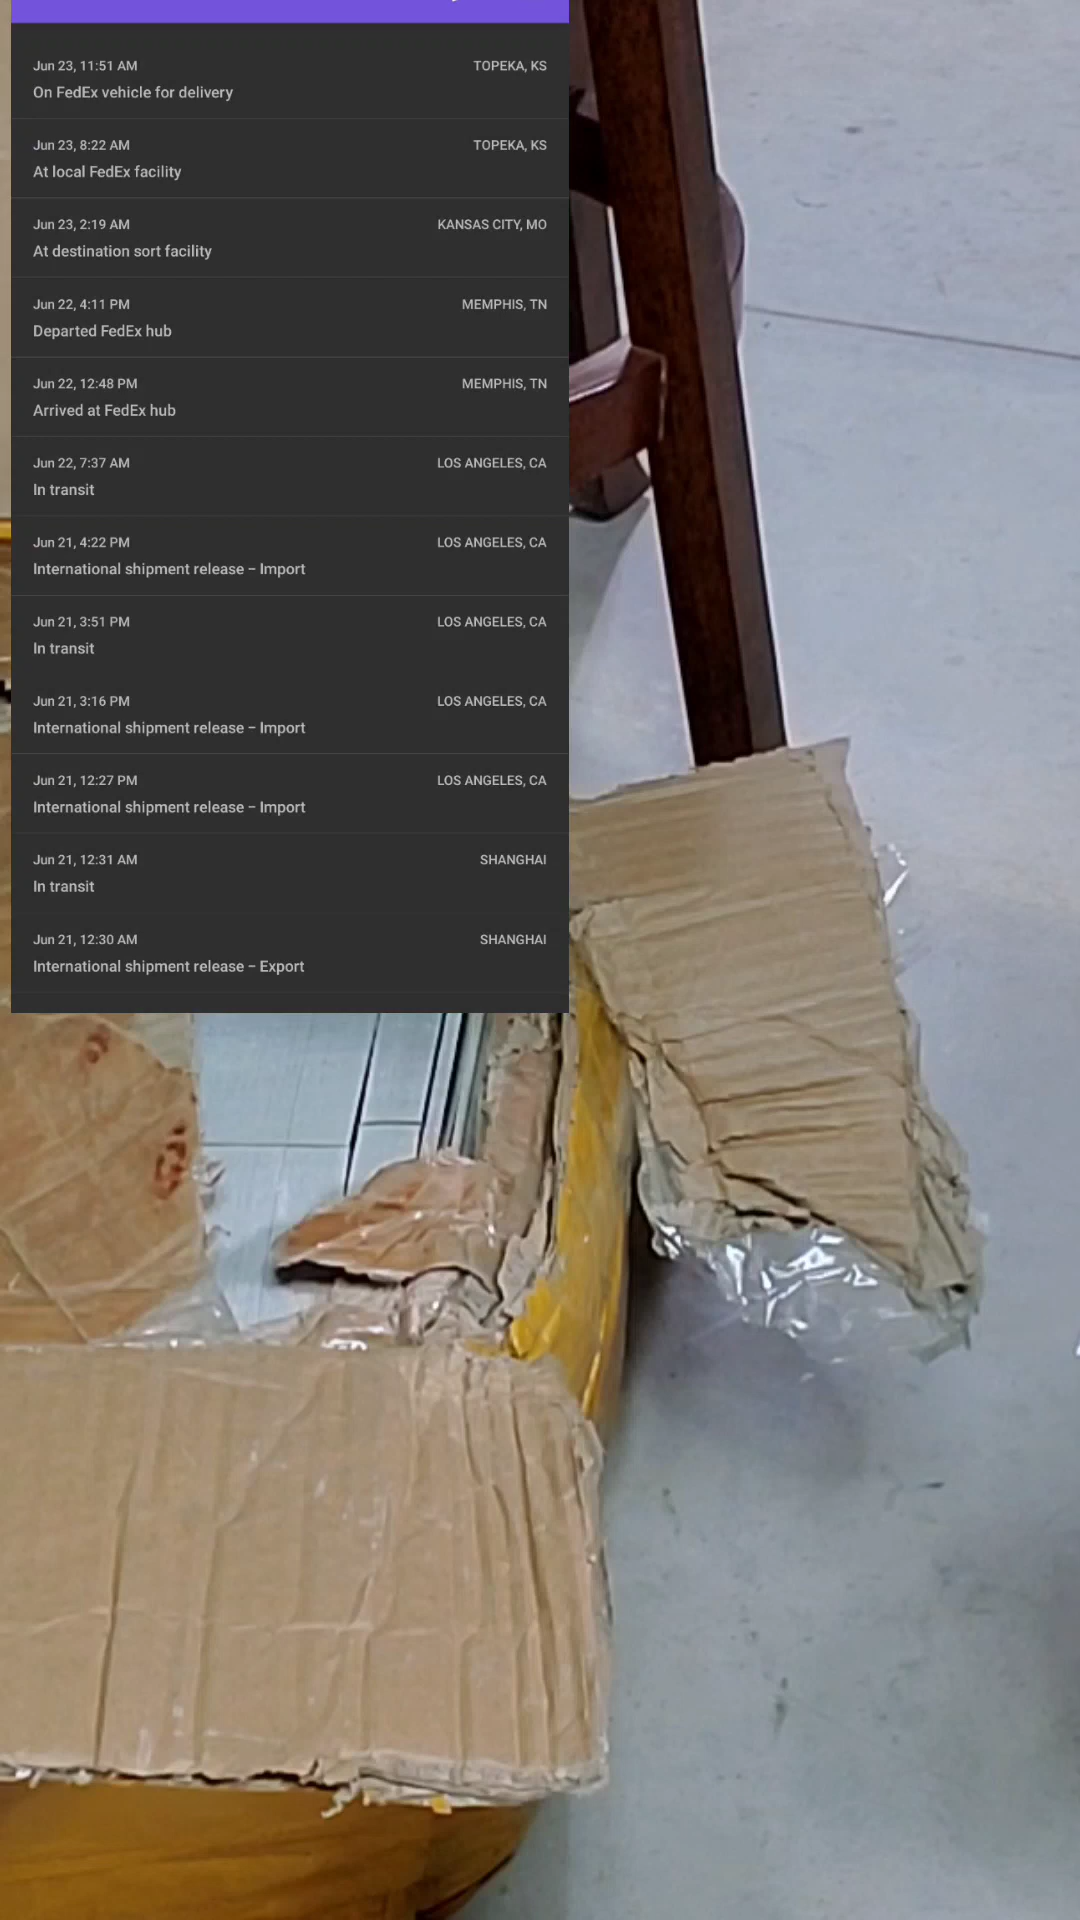 Jun 23, 11:51 AM TOPEKA, KS
On FedEx vehicle for delivery
Jun 23, 8:22 AM TOPEKA, KS
At local FedEx facility
Jun 23, 2:19 AM KANSAS CITY, MO
At destination sort facility
Jun 22, 4:11 PM MEMPHIS, TN
Departed FedEx hub
Jun 22, 12:48 PM MEMPHIS, TN
Arrived at FedEx hub
Jun 22, 7:37 AM LOS ANGELES, CA
In transit
Jun 21, 4:22 PM LOS ANGELES, CA
International shipment release – Import
Jun 21, 3:51 PM LOS ANGELES, CA
In transit
Jun 21, 3:16 PM LOS ANGELES, CA
International shipment release – Import
Jun 21, 12:27 PM LOS ANGELES, CA
International shipment release – Import
Jun 21, 12:31 AM SHANGHAI
In transit
Jun 21, 12:30 AM SHANGHAI
International shipment release – Export